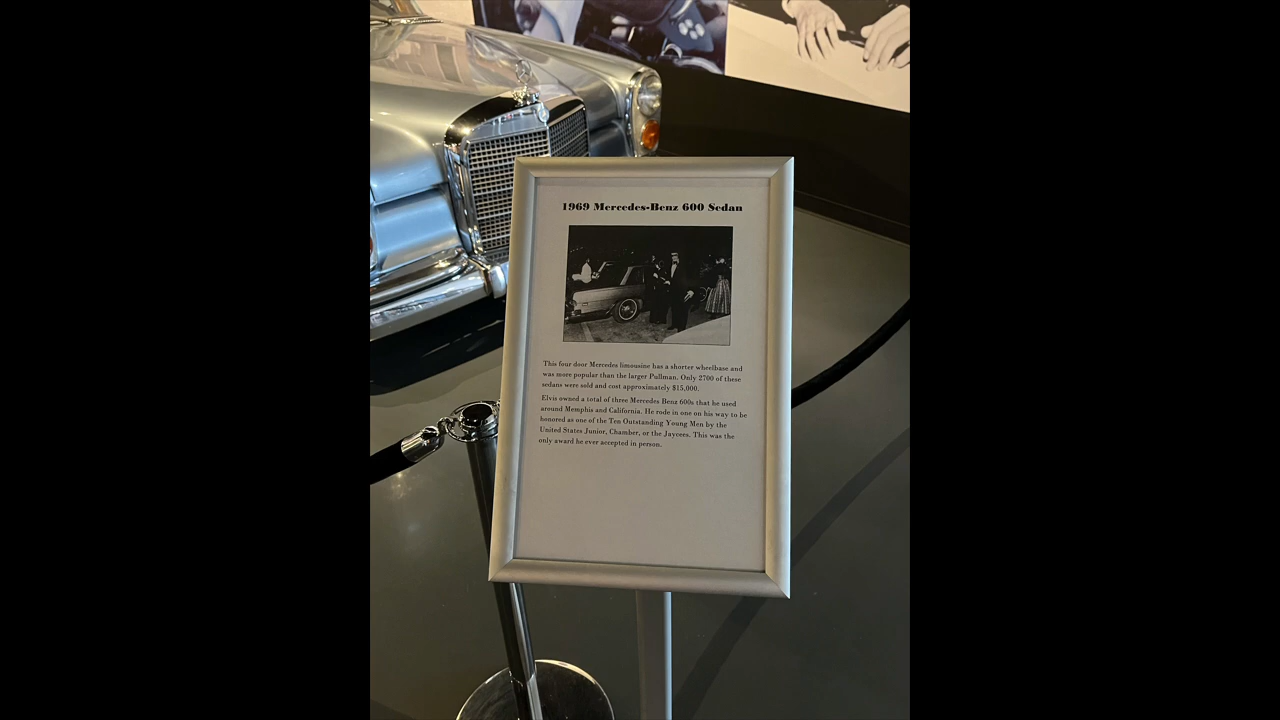 1969 Mercedes-Benz 600 Sedan
This four door Mercedes limousine has a shorter wheelbase and
was more popular than the larger Pullman. Only 2700 of these
sedans were sold and cost approximately $15,000.
Elvis owned a total of three Mercedes Benz 600s that he used
around Memphis and California. He rode in one on his way to be
honored as one of the Ten Outstanding Young Men by the
United States Junior, Chamber, or the Jaycees. This was the
only award he ever accepted in person.